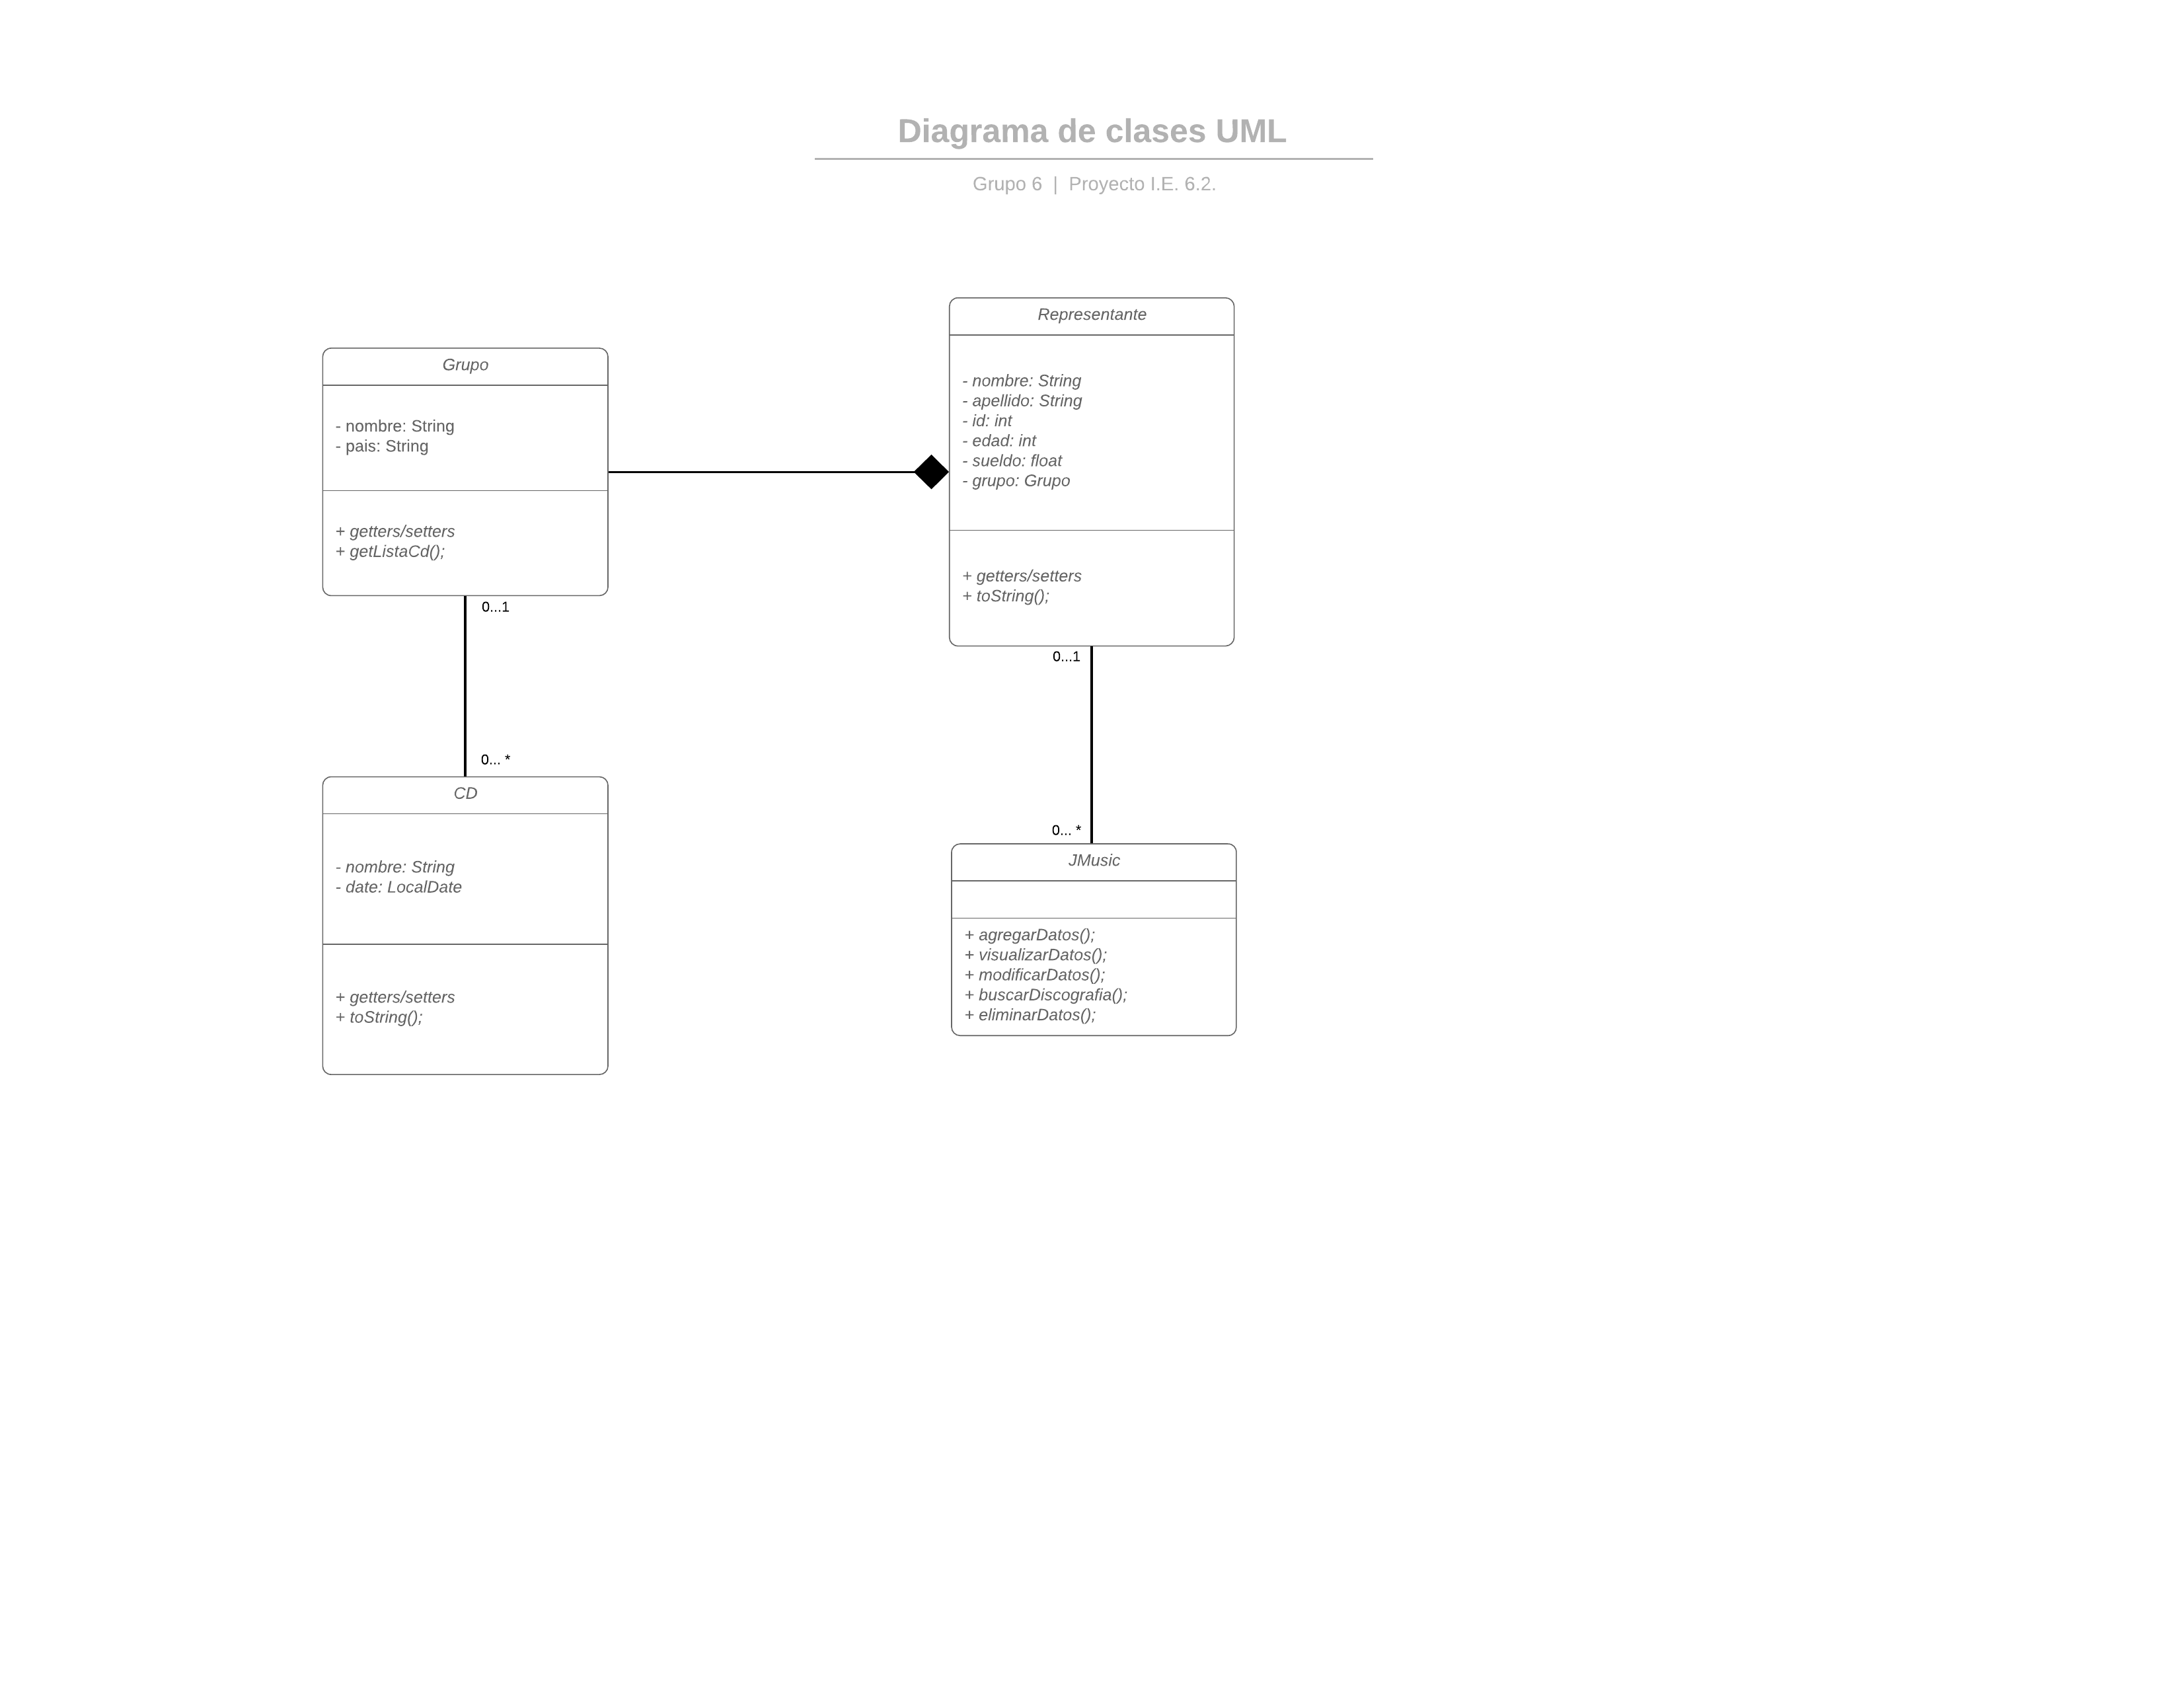 Diagrama de clases UML
Grupo 6 | Proyecto I.E. 6.2.
Grupo
- nombre: String
- pais: String
+ getters/setters
+ getListaCd();
0...1
0... *
CD
- nombre: String
- date: LocalDate
+ getters/setters
+ toString();
Representante
- nombre: String
- apellido: String
- id: int
- edad: int
- sueldo: float
- grupo: Grupo
+ getters/setters
+ toString();
0...1
0... *
JMusic
+ agregarDatos();
+ visualizarDatos();
+ modificarDatos();
+ buscarDiscografia();
+ eliminarDatos();